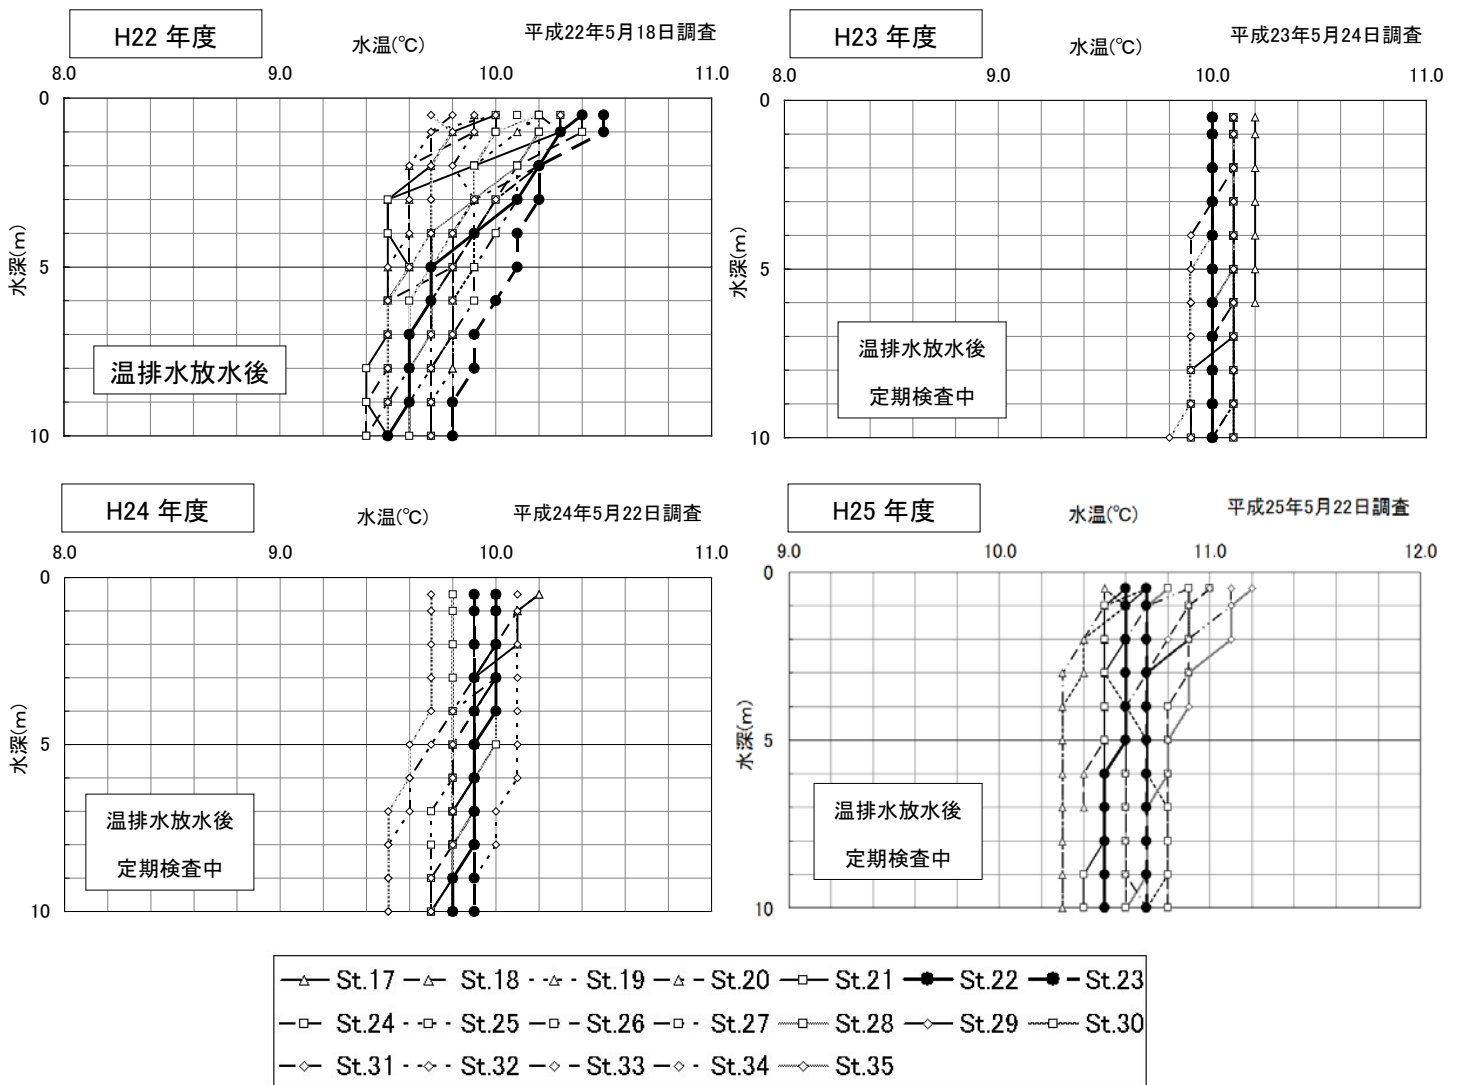 H22 年度
水温(℃)
平成22年5月18日調査
8.0 9.0 10.0 11.0
0
5
10
水深(m)
温排水放水後
H23 年度
水温(℃)
平成23年5月24日調査
8.0 9.0 10.0 11.0
0
5
10
水深(m)
温排水放水後
定期検査中
H24 年度
水温(℃)
平成24年5月22日調査
8.0 9.0 10.0 11.0
0
5
10
水深(m)
温排水放水後
定期検査中
H25 年度
水温(℃)
平成25年5月22日調査
9.0 10.0 11.0 12.0
0
5
10
水深(m)
温排水放水後
定期検査中
St.17 St.18 St.19 St.20 St.21 St.22 St.23
St.24 St.25 St.26 St.27 St.28 St.29 St.30
St.31 St.32 St.33 St.34 St.35